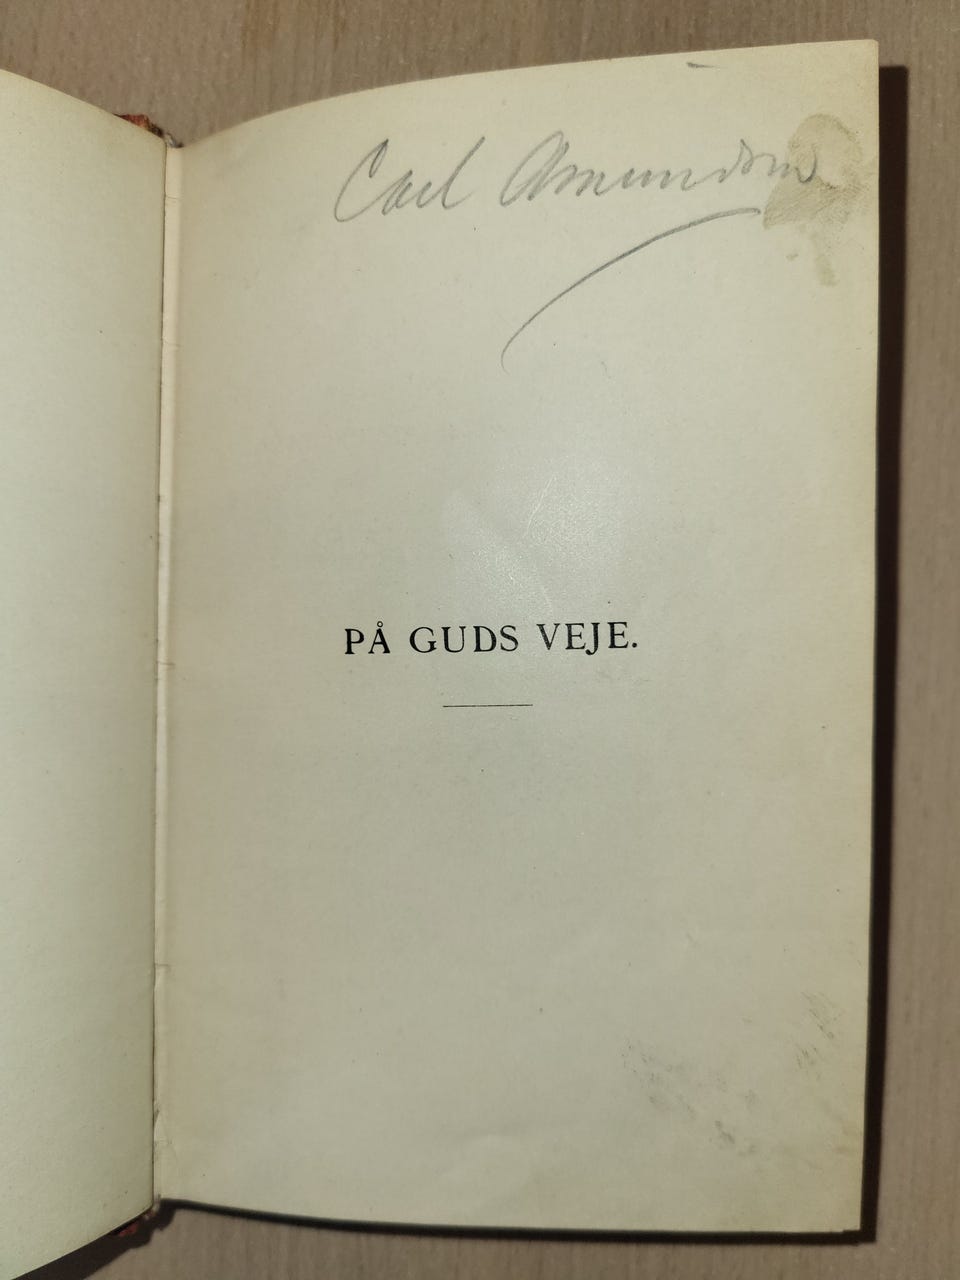 Carl Amundsen
PÅ GUDS VEJE.